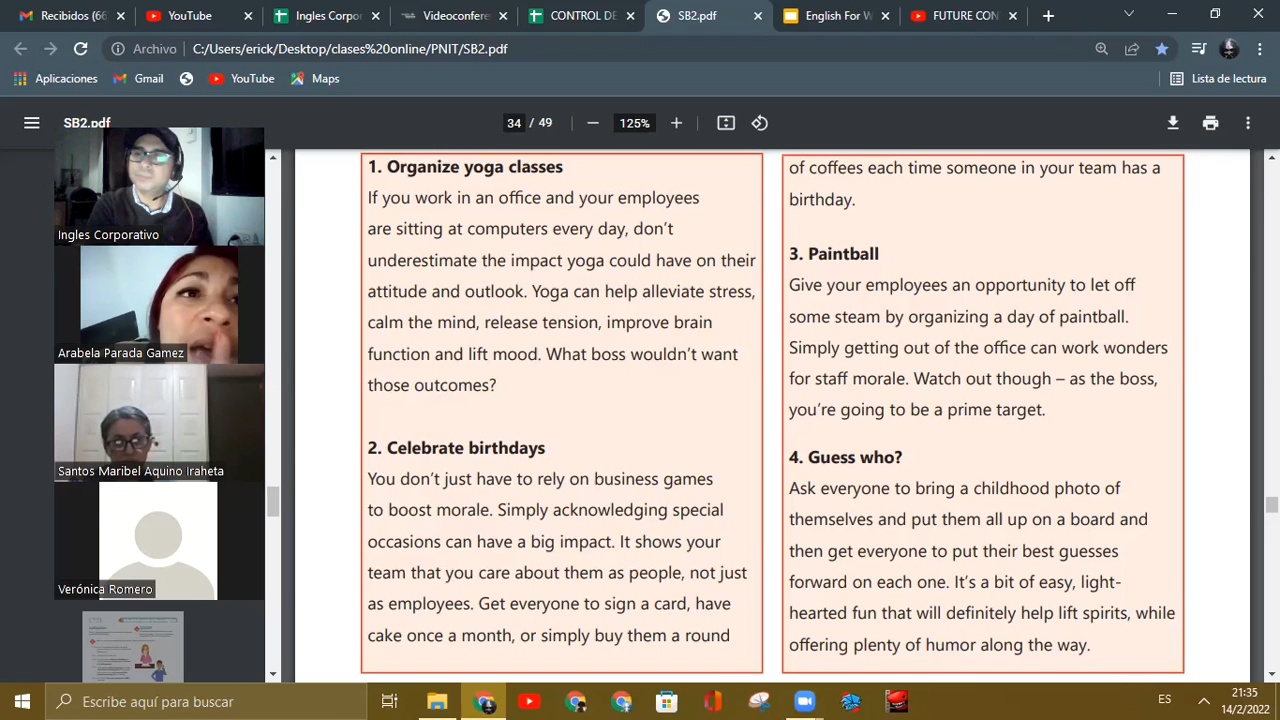 Recibidos (66
YouTube
Ingles Corpor
Videoconfere
CONTROL DE
SB2.pdf
English For W
FUTURE CON
Archivo
C:/Users/erick/Desktop/clases%20online/PNIT/SB2.pdf
Aplicaciones
Gmail
YouTube
Maps
Lista de lectura
SB2.pdf
34 / 49
125%
Ingles Corporativo
Arabela Parada Gamez
Santos Maribel Aquino Iraheta
Verónica Romero
1. Organize yoga classes
If you work in an office and your employees
are sitting at computers every day, don’t
underestimate the impact yoga could have on their
attitude and outlook. Yoga can help alleviate stress,
calm the mind, release tension, improve brain
function and lift mood. What boss wouldn’t want
those outcomes?
2. Celebrate birthdays
You don’t just have to rely on business games
to boost morale. Simply acknowledging special
occasions can have a big impact. It shows your
team that you care about them as people, not just
as employees. Get everyone to sign a card, have
cake once a month, or simply buy them a round
of coffees each time someone in your team has a
birthday.
3. Paintball
Give your employees an opportunity to let off
some steam by organizing a day of paintball.
Simply getting out of the office can work wonders
for staff morale. Watch out though – as the boss,
you’re going to be a prime target.
4. Guess who?
Ask everyone to bring a childhood photo of
themselves and put them all up on a board and
then get everyone to put their best guesses
forward on each one. It’s a bit of easy, light-
hearted fun that will definitely help lift spirits, while
offering plenty of humor along the way.
Escribe aquí para buscar
ES
21:35
14/2/2022